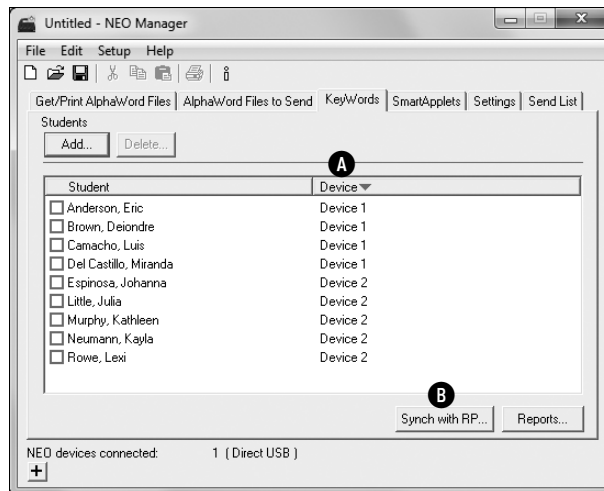 Untitled - NEO Manager
File Edit Setup Help
Get/Print AlphaWord Files AlphaWord Files to Send KeyWords SmartApplets Settings Send List
Students
Add... Delete...
A
Student Device
Anderson, Eric Device 1
Brown, Deiondre Device 1
Camacho, Luis Device 1
Del Castillo, Miranda Device 1
Espinosa, Johanna Device 2
Little, Julia Device 2
Murphy, Kathleen Device 2
Neumann, Kayla Device 2
Rowe, Lexi Device 2
B
Synch with RP... Reports...
NEO devices connected: 1 ( Direct USB )
+